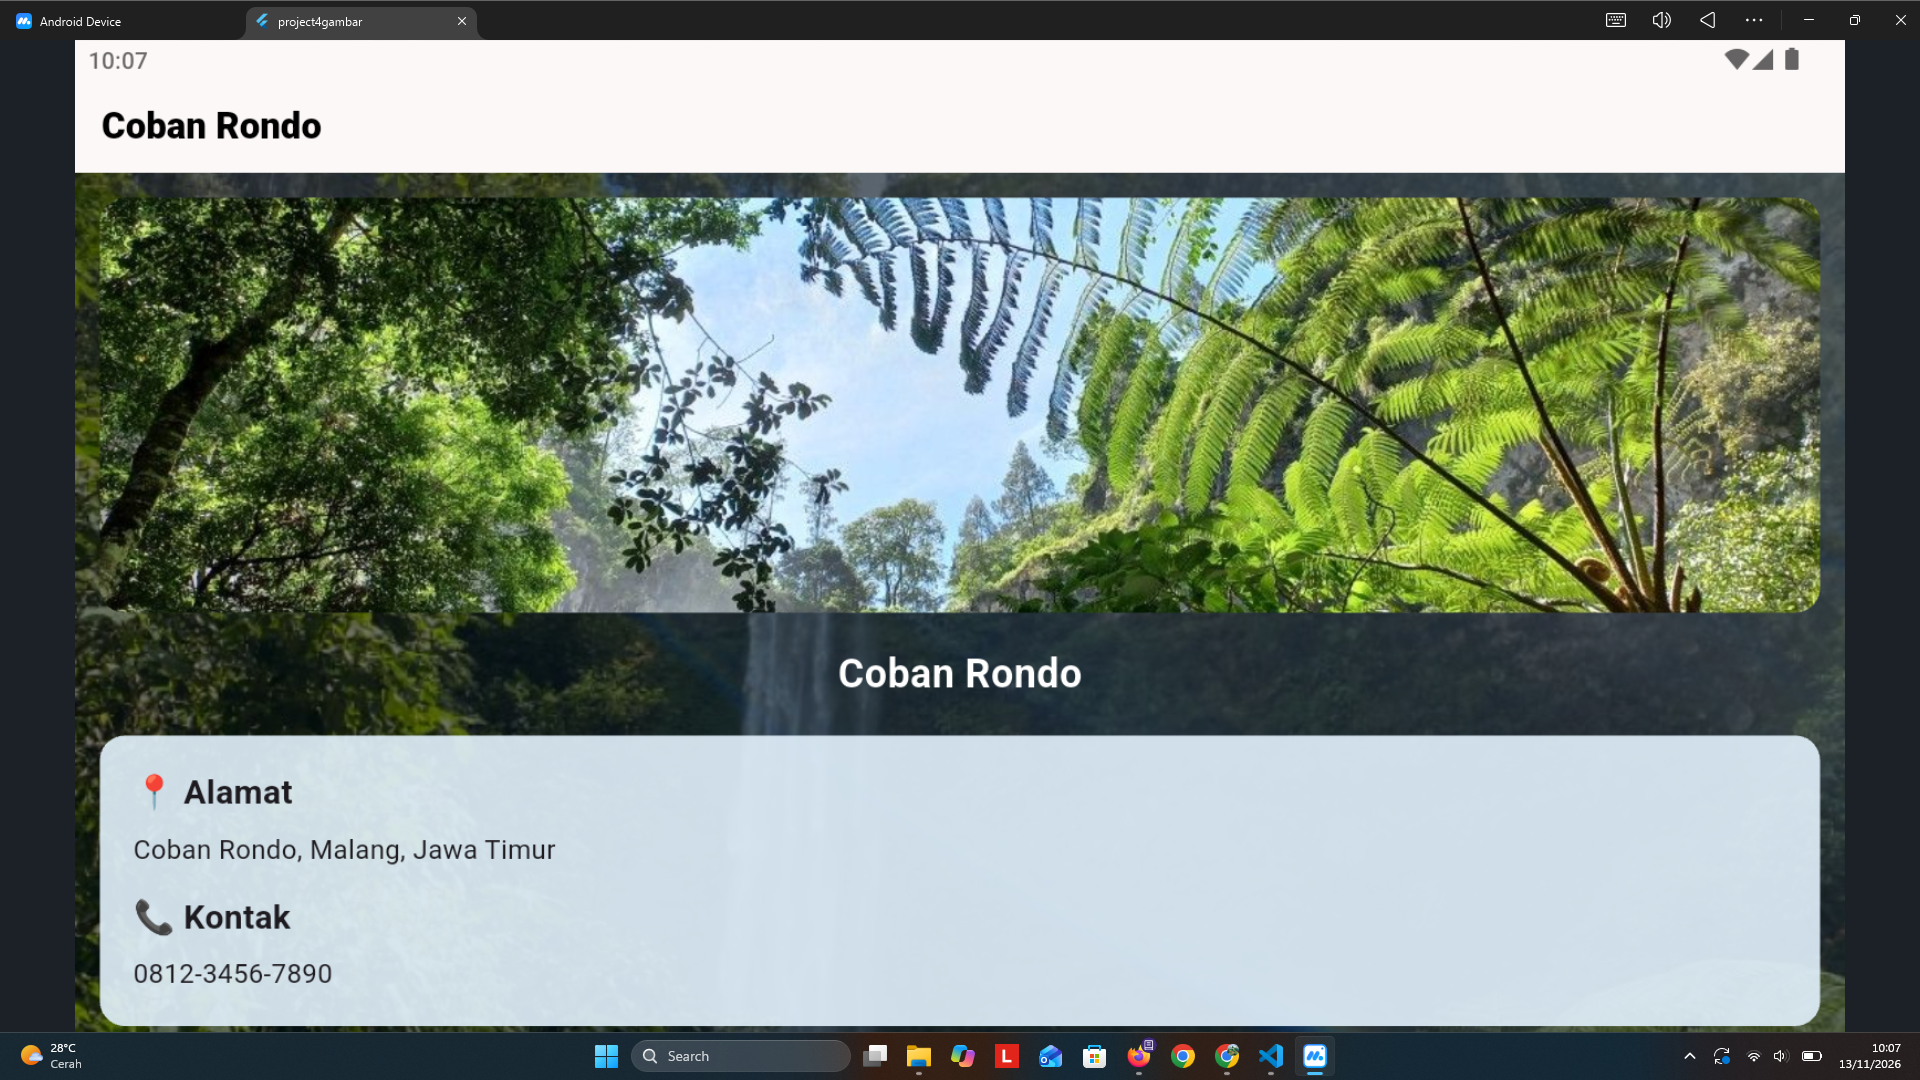 Android Device
project4gambar
10:07
Coban Rondo
Coban Rondo
Alamat
Coban Rondo, Malang, Jawa Timur
Kontak
0812-3456-7890
28°C
Cerah
Search
L
10:07
13/11/2026